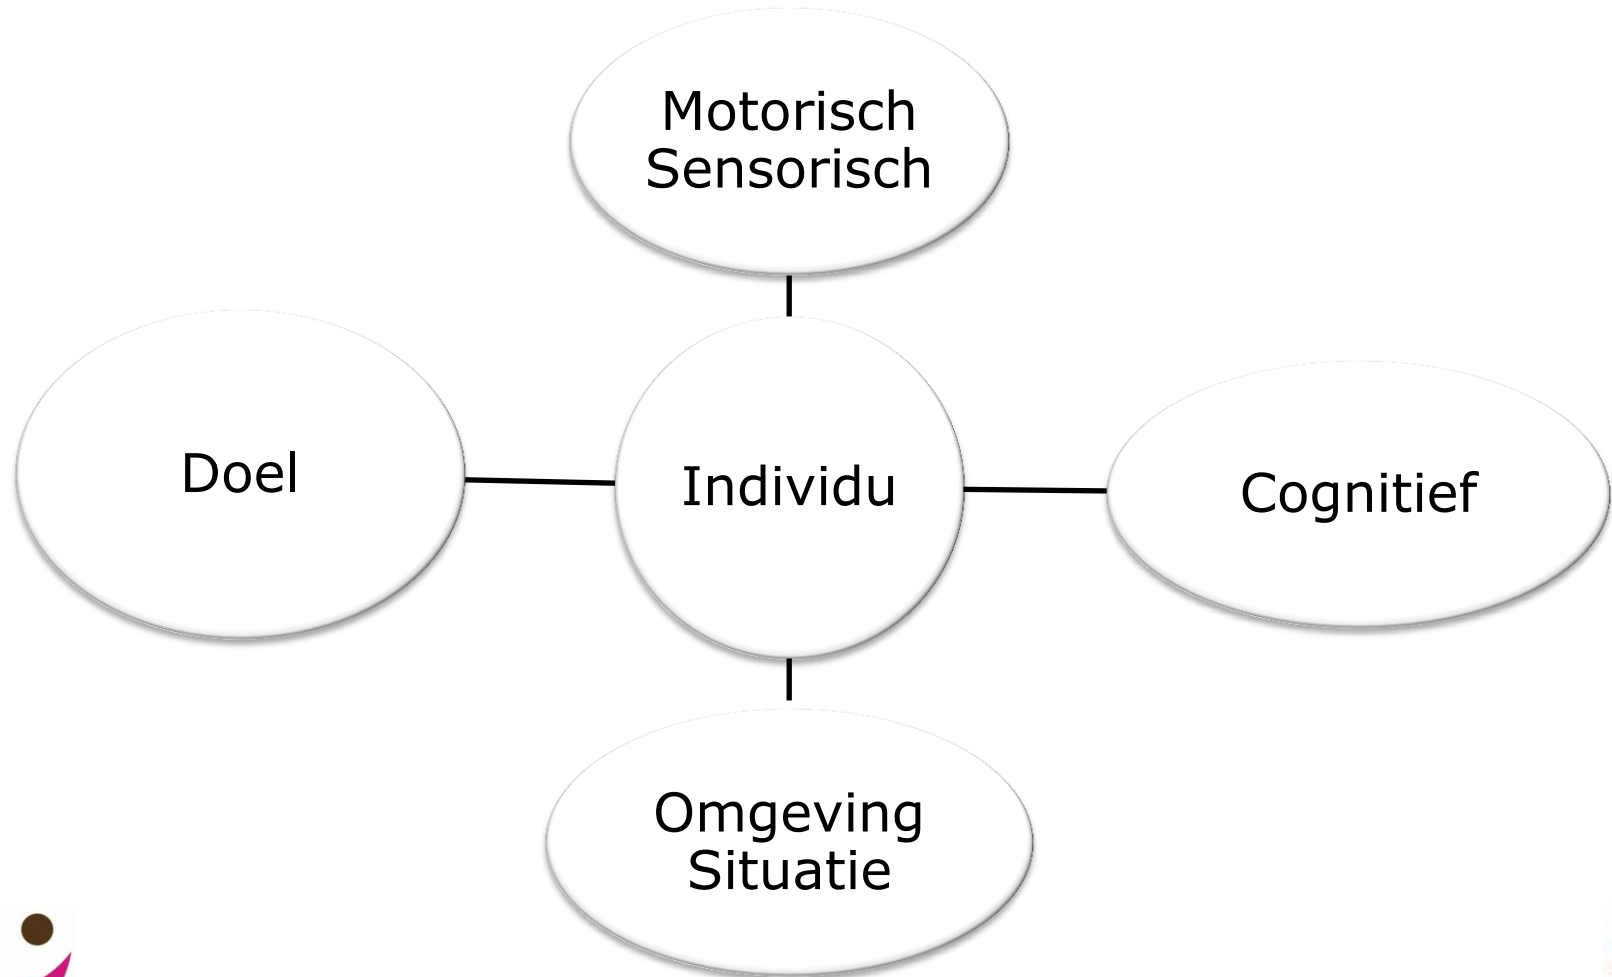 Motorisch
Sensorisch
Doel
Individu
Cognitief
Omgeving
Situatie